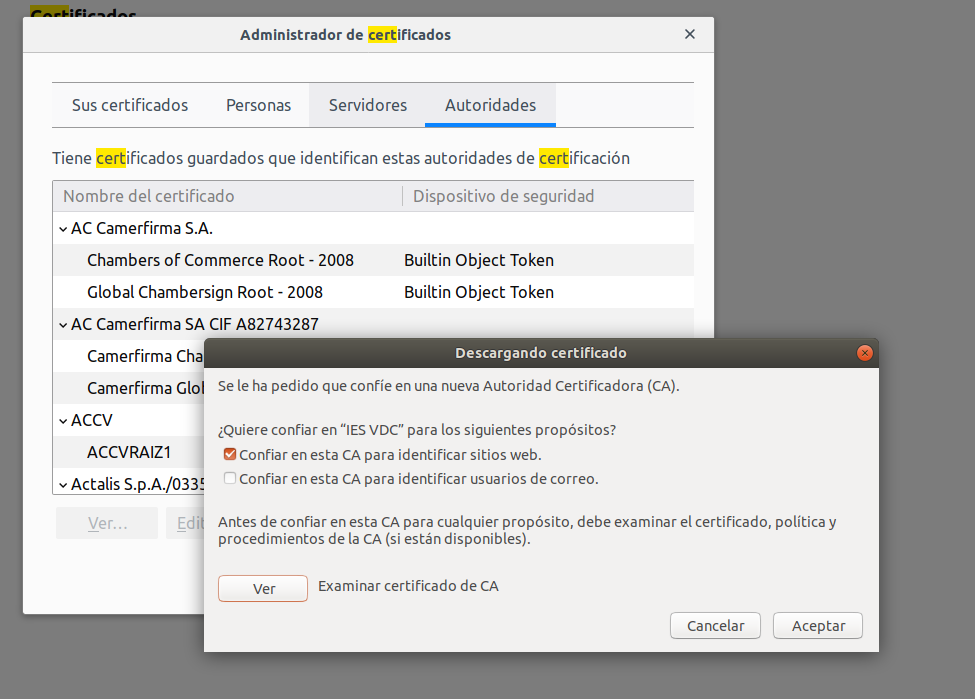 Certificados
Administrador de certificados
Sus certificados
Personas
Servidores
Autoridades
Tiene certificados guardados que identifican estas autoridades de certificación
Nombre del certificado
Dispositivo de seguridad
AC Camerfirma S.A.
Chambers of Commerce Root - 2008
Builtin Object Token
Global Chambersign Root - 2008
Builtin Object Token
AC Camerfirma SA CIF A82743287
Camerfirma Cha
Camerfirma Glo
ACCV
ACCVRAIZ1
Actalis S.p.A./0335
Ver…
Edit
Descargando certificado
Se le ha pedido que confíe en una nueva Autoridad Certificadora (CA).
¿Quiere confiar en “IES VDC” para los siguientes propósitos?
Confiar en esta CA para identificar sitios web.
Confiar en esta CA para identificar usuarios de correo.
Antes de confiar en esta CA para cualquier propósito, debe examinar el certificado, política y
procedimientos de la CA (si están disponibles).
Ver
Examinar certificado de CA
Cancelar
Aceptar